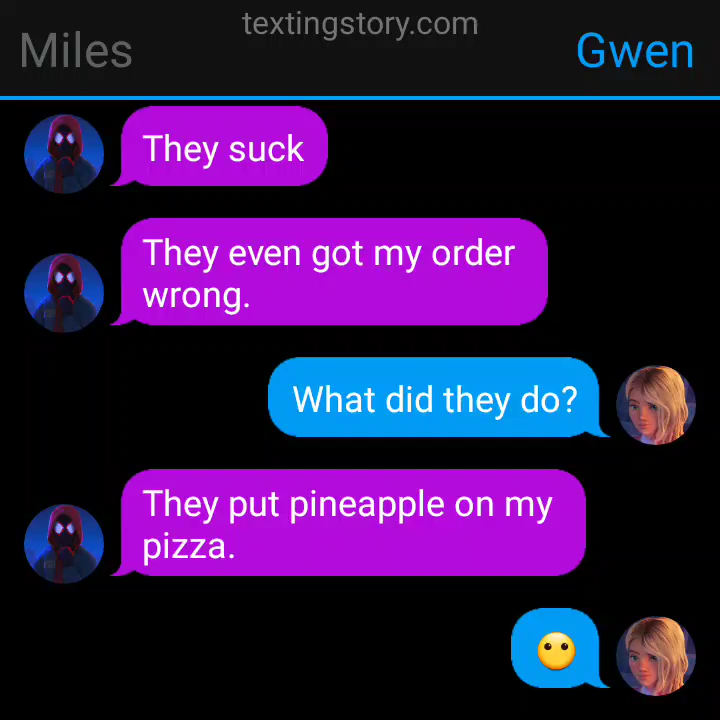 textingstory.com
Miles
Gwen
They suck
They even got my order
wrong.
What did they do?
They put pineapple on my
pizza.
😶